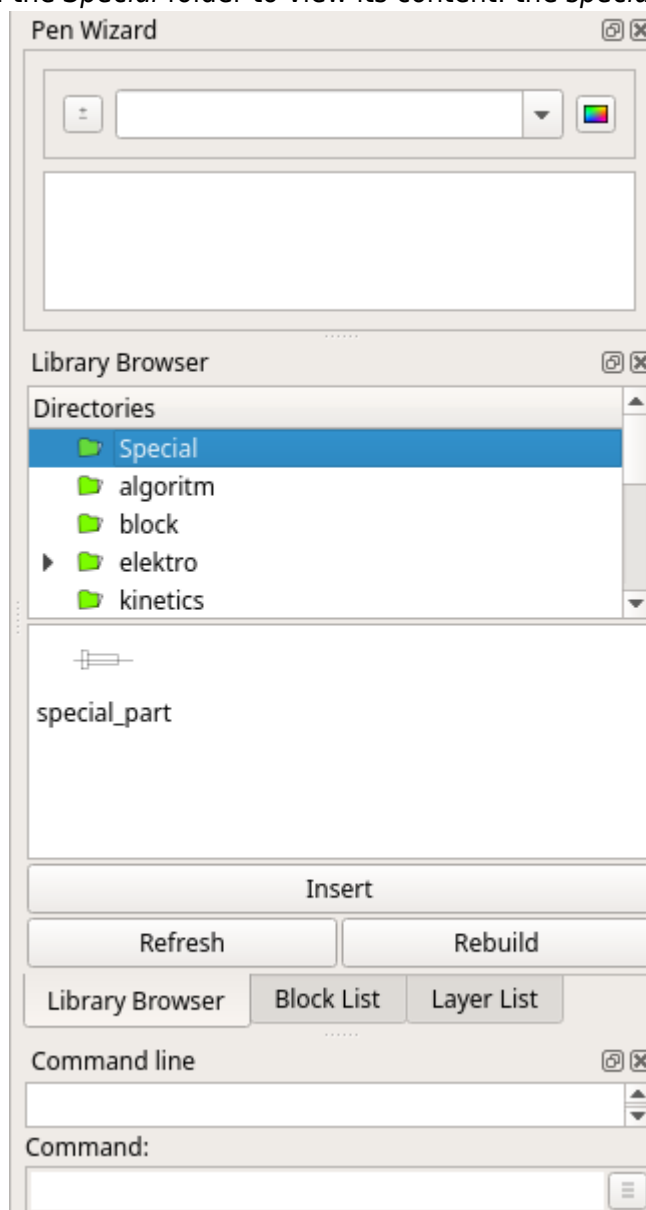 the Special folder to view its content: the specia
Pen Wizard
Library Browser
Directories
Special
algoritm
block
elektro
kinetics
special_part
Insert
Refresh Rebuild
Library Browser Block List Layer List
Command line
Command: